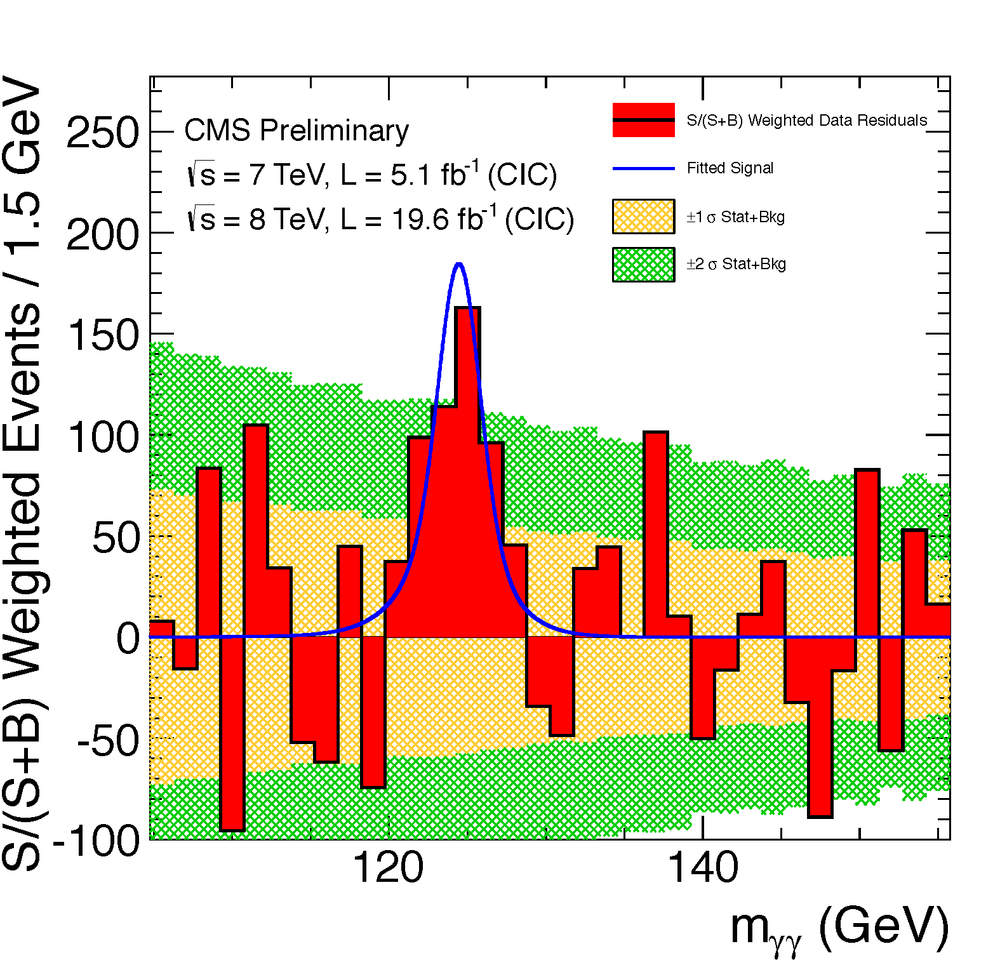 S/(S+B) Weighted Events / 1.5 GeV
250
200
150
100
50
0
-50
-100
CMS Preliminary
√s = 7 TeV, L = 5.1 fb⁻¹ (CIC)
√s = 8 TeV, L = 19.6 fb⁻¹ (CIC)
S/(S+B) Weighted Data Residuals
Fitted Signal
±1 σ Stat+Bkg
±2 σ Stat+Bkg
120 140
mγγ (GeV)